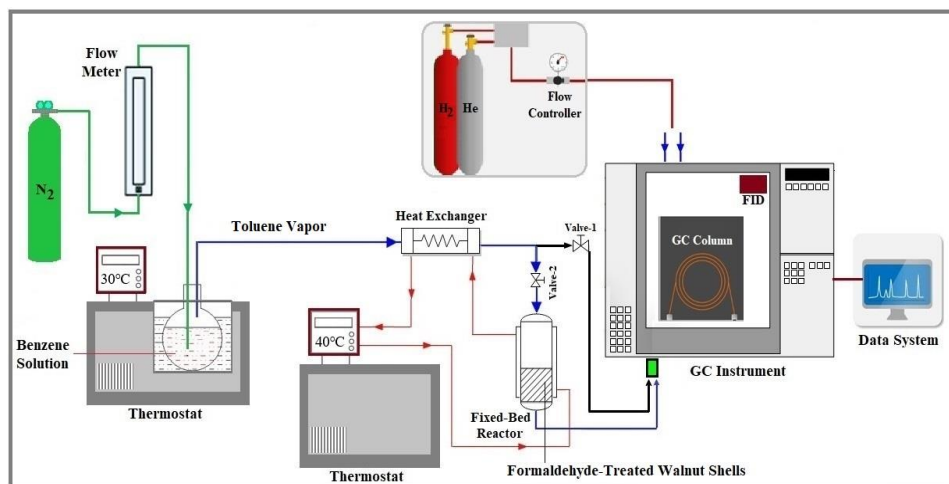 Flow
Meter
N2
H2
He
Flow
Controller
30°C
Toluene Vapor
Heat Exchanger
Valve-1
Valve-2
FID
GC Column
Benzene
Solution
Thermostat
40°C
Data System
GC Instrument
Fixed-Bed
Reactor
Thermostat
Formaldehyde-Treated Walnut Shells